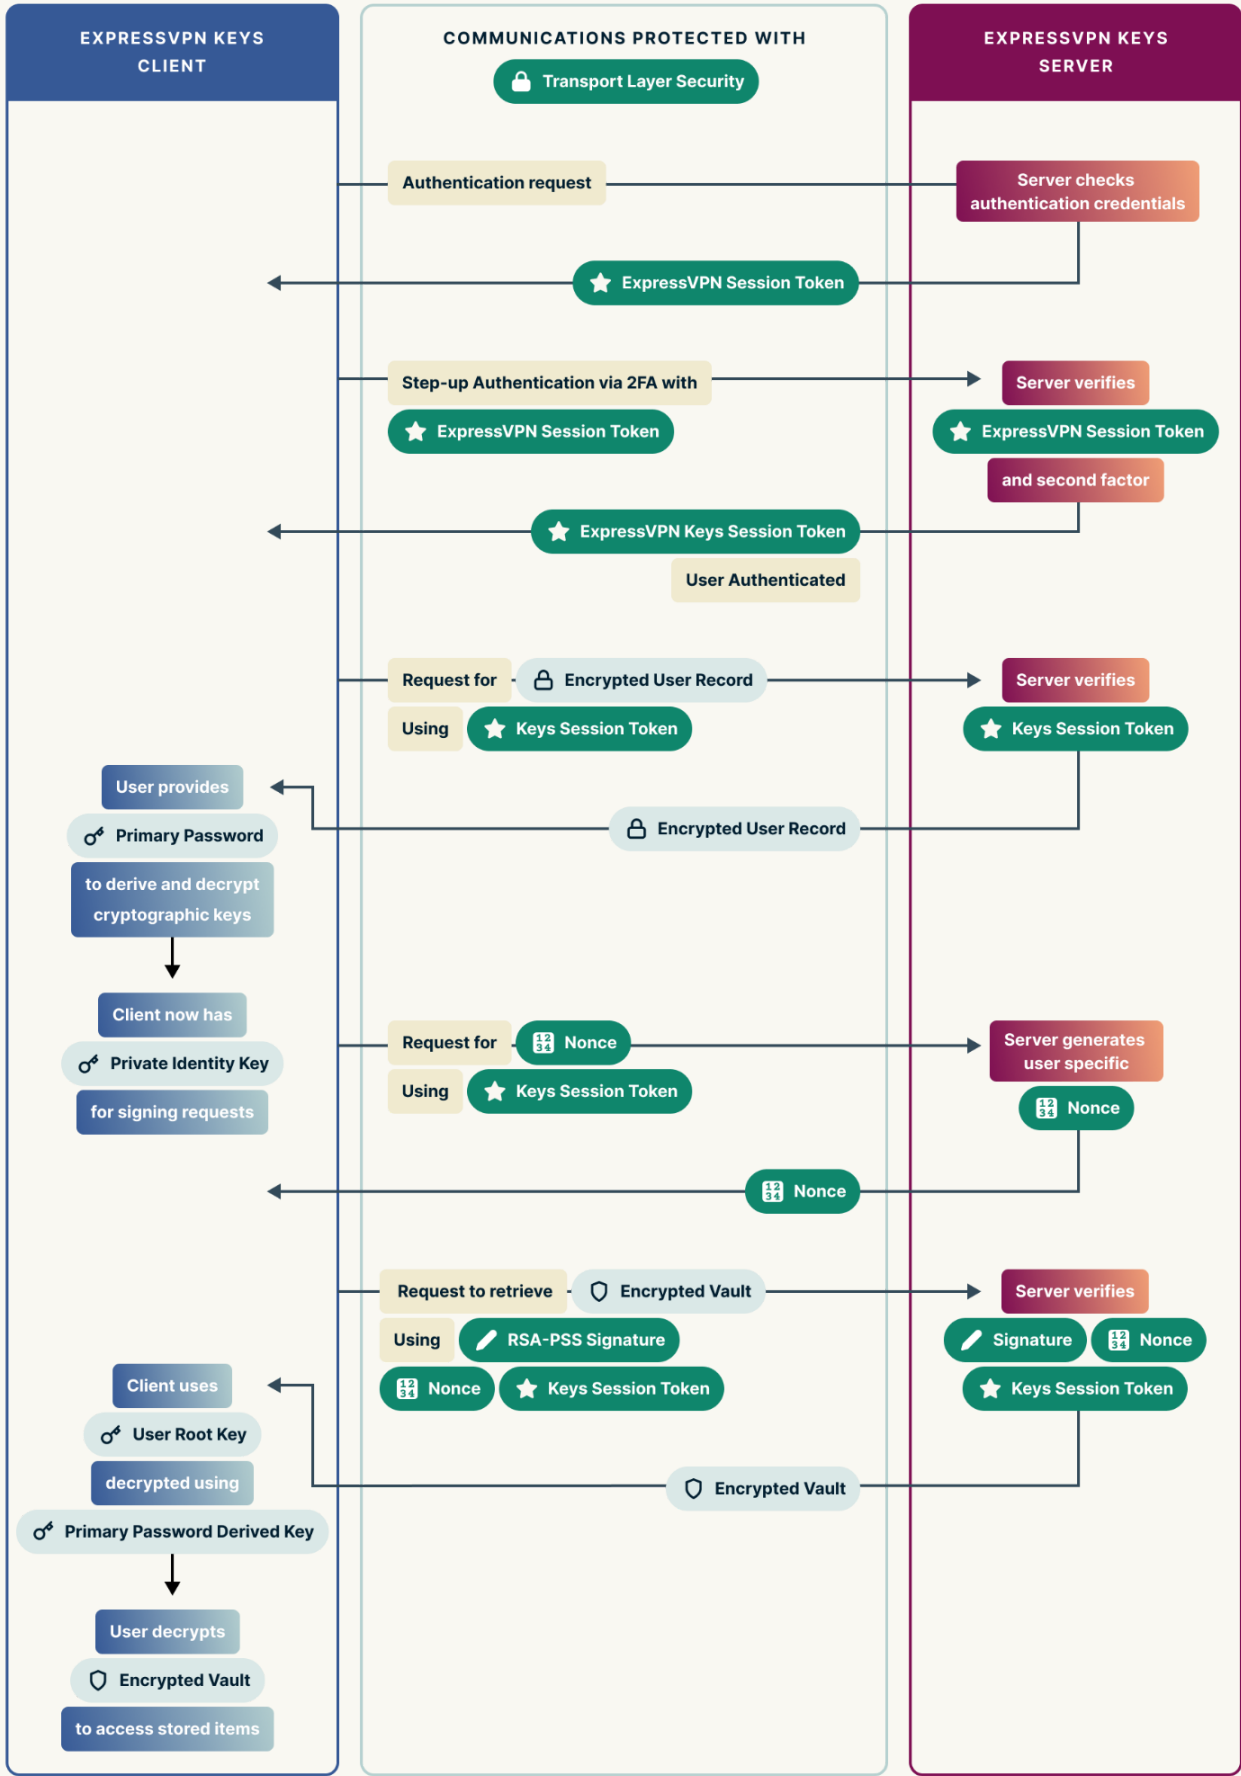 EXPRESSVPN KEYS
CLIENT
COMMUNICATIONS PROTECTED WITH
Transport Layer Security
EXPRESSVPN KEYS
SERVER
Authentication request
Server checks
authentication credentials
ExpressVPN Session Token
Step-up Authentication via 2FA with
ExpressVPN Session Token
Server verifies
ExpressVPN Session Token
and second factor
ExpressVPN Keys Session Token
User Authenticated
Request for Encrypted User Record
Using Keys Session Token
Server verifies
Keys Session Token
Encrypted User Record
User provides
Primary Password
to derive and decrypt
cryptographic keys
Client now has
Private Identity Key
for signing requests
Request for 1234 Nonce
Using Keys Session Token
Server generates
user specific
1234 Nonce
1234 Nonce
Request to retrieve Encrypted Vault
Using RSA-PSS Signature
1234 Nonce Keys Session Token
Server verifies
Signature 1234 Nonce
Keys Session Token
Encrypted Vault
Client uses
User Root Key
decrypted using
Primary Password Derived Key
User decrypts
Encrypted Vault
to access stored items